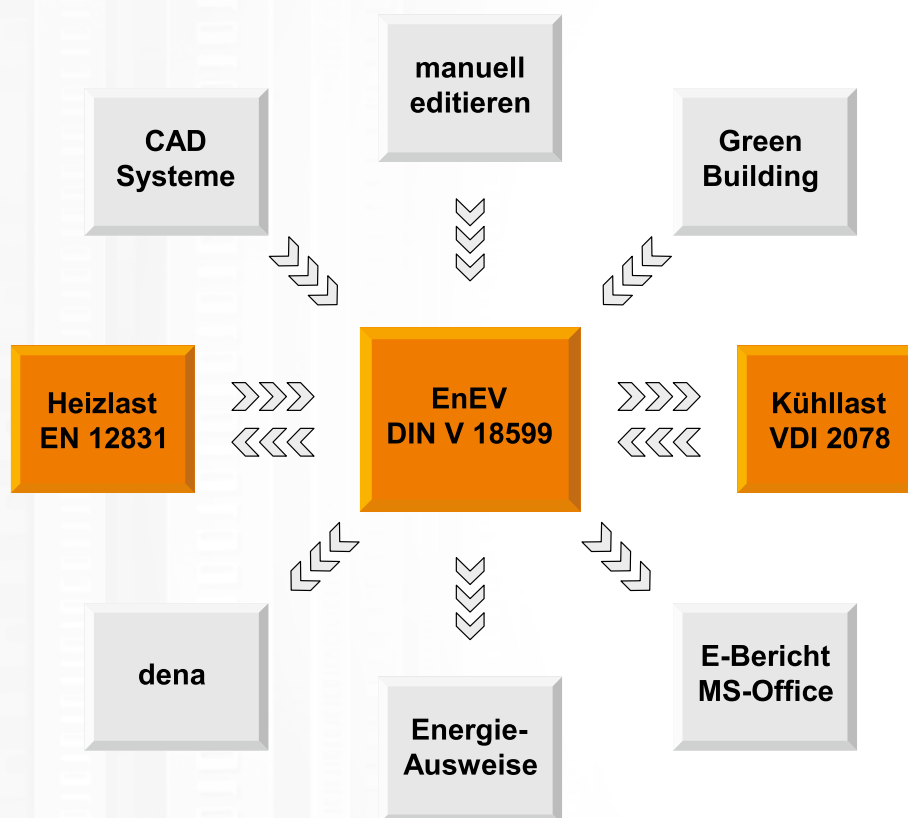 manuell
editieren
CAD
Systeme
Green
Building
Heizlast
EN 12831
EnEV
DIN V 18599
Kühllast
VDI 2078
dena
Energie-
Ausweise
E-Bericht
MS-Office